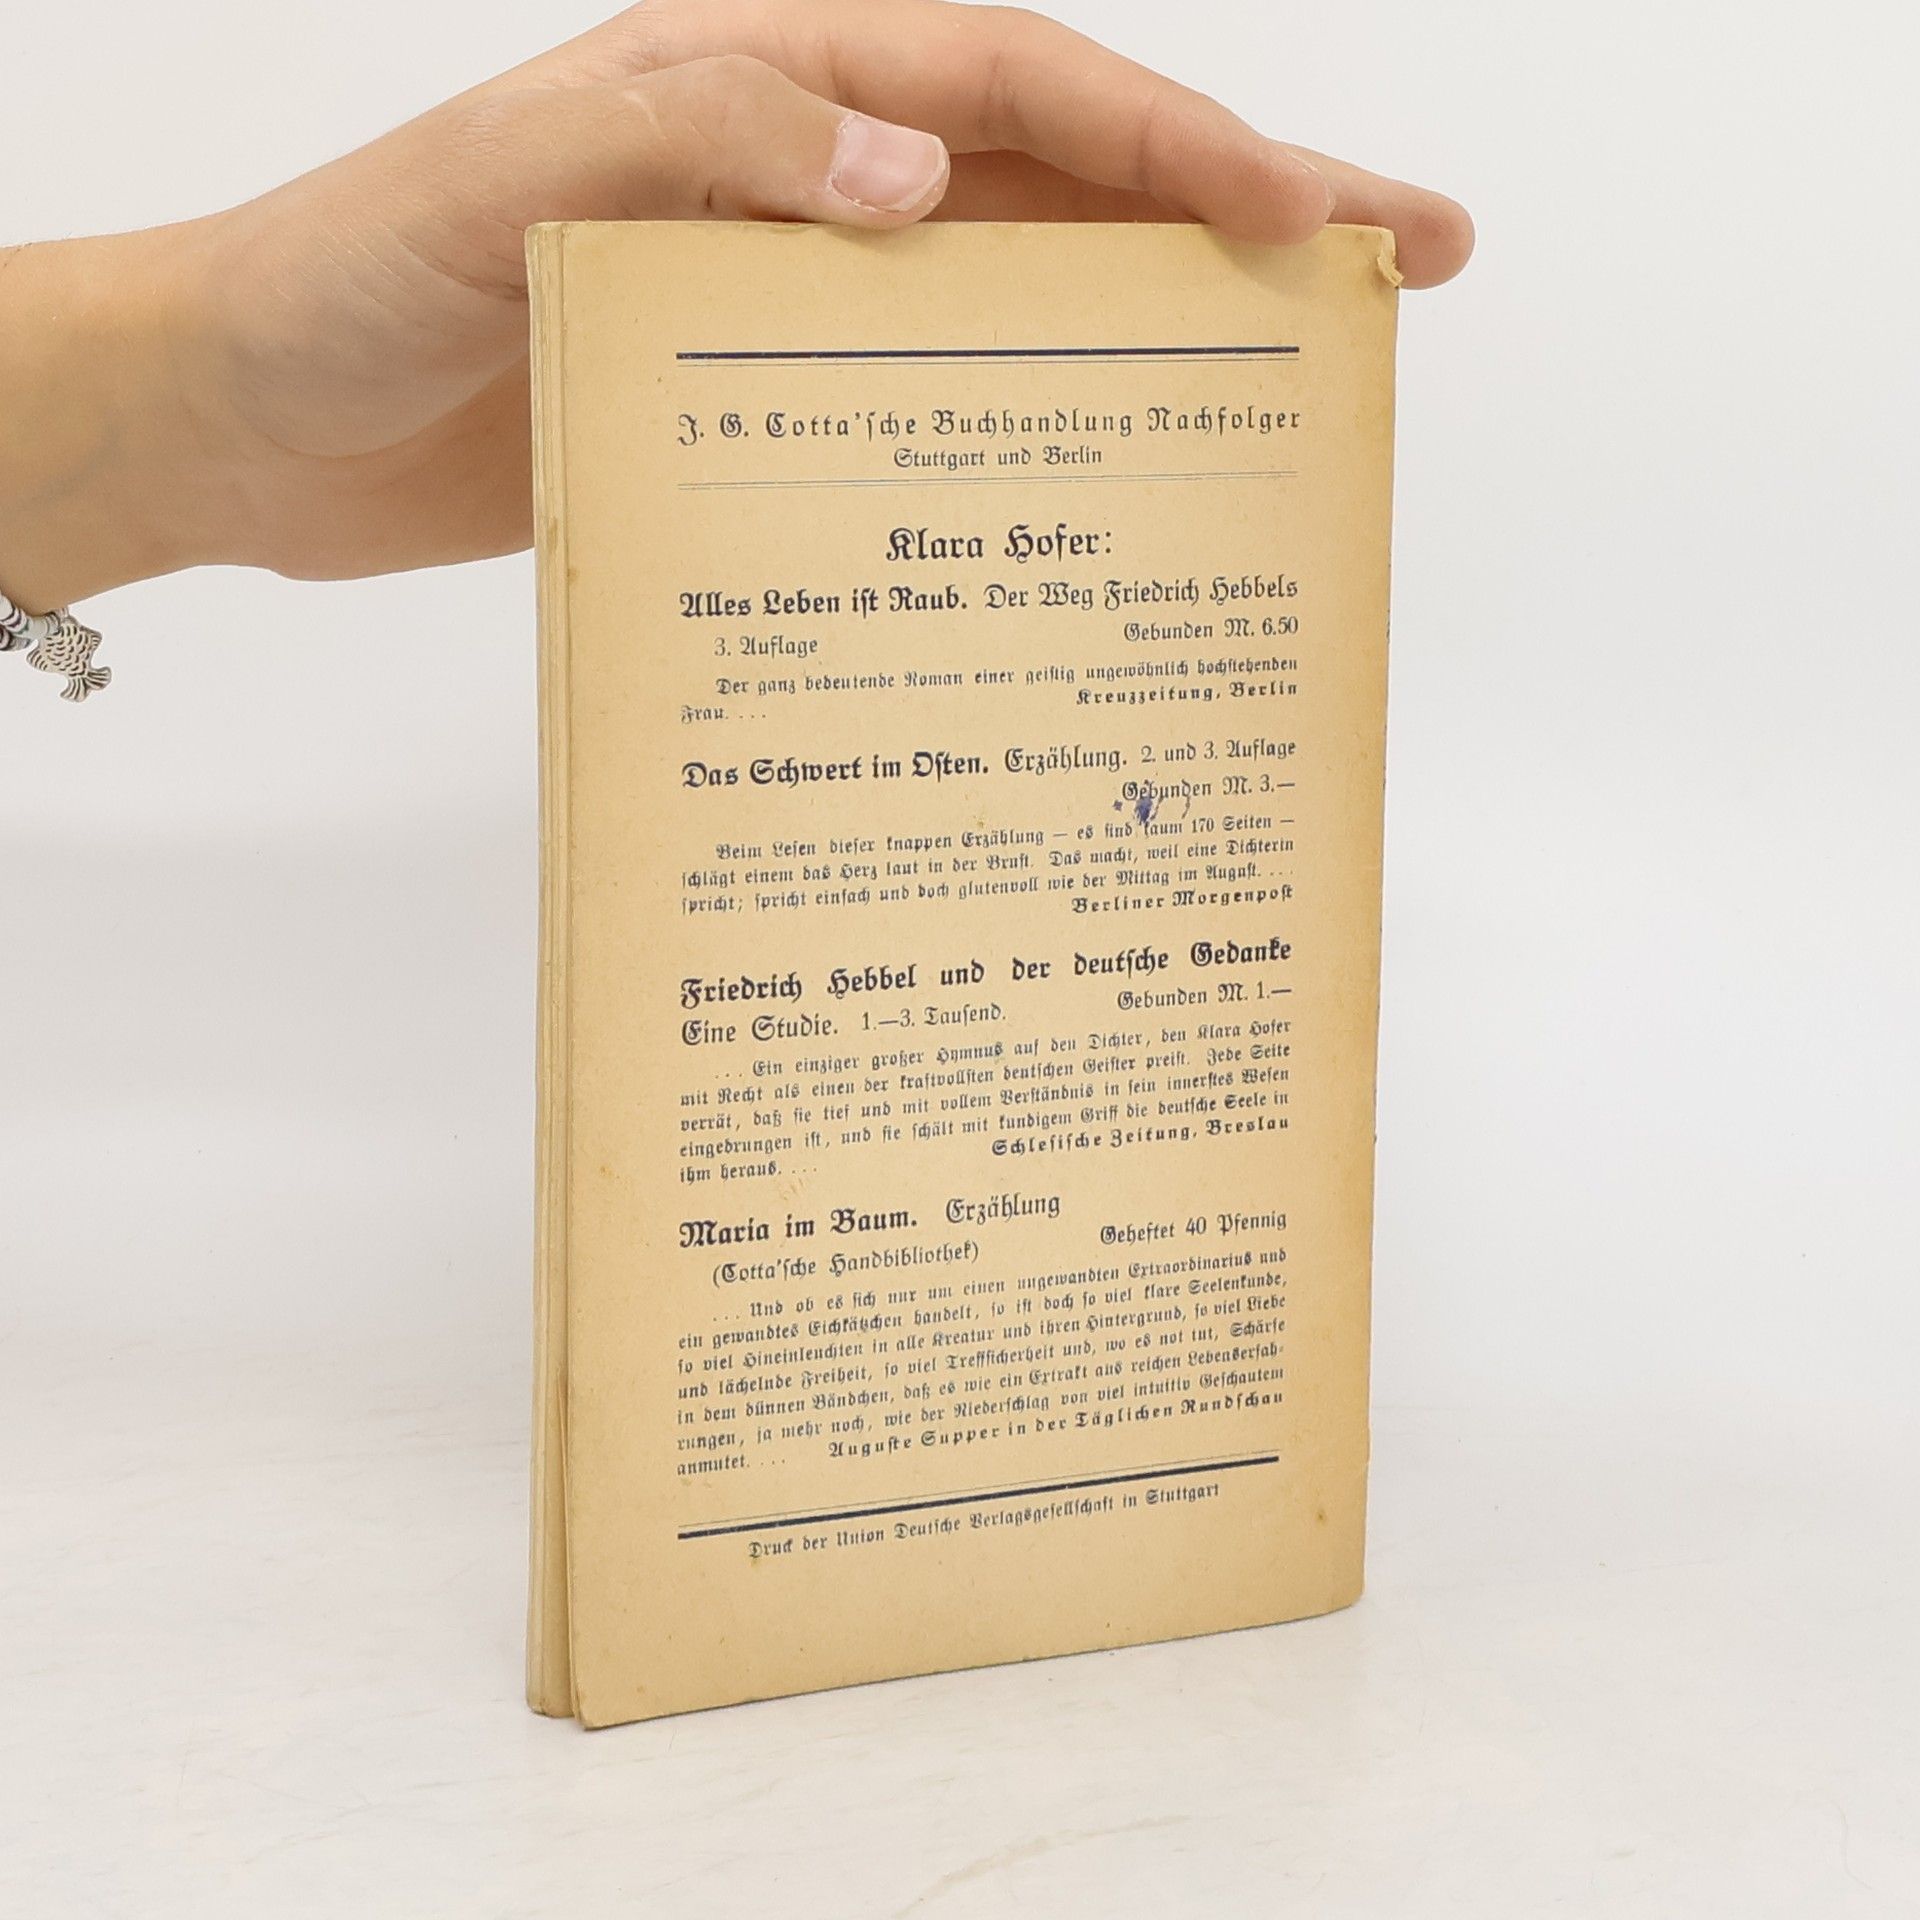 J. G. Cotta'ſche Buchhandlung Nachfolger
Stuttgart und Berlin
Klara Hofer:
Alles Leben iſt Raub. Der Weg Friedrich Hebbels
3. Auflage Gebunden M. 6.50
Der ganz bedeutende Roman einer geiſtig ungewöhnlich hochſtehenden
Frau. ... Kreuzzeitung, Berlin
Das Schwert im Oſten. Erzählung. 2. und 3. Auflage
Gebunden M. 3.—
Beim Leſen dieſer knappen Erzählung — es ſind kaum 170 Seiten —
ſchlägt einem das Herz laut in der Bruſt. Das macht, weil eine Dichterin
ſpricht; ſpricht einfach und doch glutenvoll wie der Mittag im Auguſt. ...
Berliner Morgenpoſt
Friedrich Hebbel und der deutſche Gedanke
Eine Studie. 1.—3. Tauſend. Gebunden M. 1.—
... Ein einziger großer Hymnus auf den Dichter, den Klara Hofer
mit Recht als einen der kraftvollſten deutſchen Geiſter preiſt. Jede Seite
verrät, daß ſie tief und mit vollem Verſtändnis in ſein innerſtes Weſen
eingedrungen iſt, und ſie ſchält mit kundigem Griff die deutſche Seele in
ihm heraus. ... Schleſiſche Zeitung, Breslau
Maria im Baum. Erzählung
(Cotta'ſche Handbibliothek) Geheftet 40 Pfennig
... Und ob es ſich nur um einen ungewandten Extraordinarius und
ein gewandtes Eichkätzchen handelt, ſo iſt doch ſo viel klare Seelenkunde,
ſo viel Hineinleuchten in alle Kreatur und ihren Hintergrund, ſo viel Liebe
und lächelnde Freiheit, ſo viel Treffſicherheit und, wo es not tut, Schärfe
in dem dünnen Bändchen, daß es wie ein Extrakt aus reichen Lebenserfah-
rungen, ja mehr noch, wie der Niederſchlag von viel intuitiv Geſchautem
anmutet. ... Auguſte Supper in der Täglichen Rundſchau
Druck der Union Deutſche Verlagsgeſellſchaft in Stuttgart